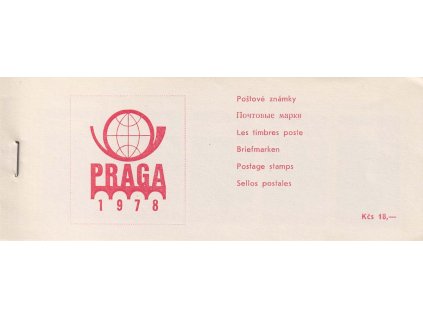 PRAGA
1978
Poštové známky
Почтовые марки
Les timbres poste
Briefmarken
Postage stamps
Sellos postales
Kčs 18,—